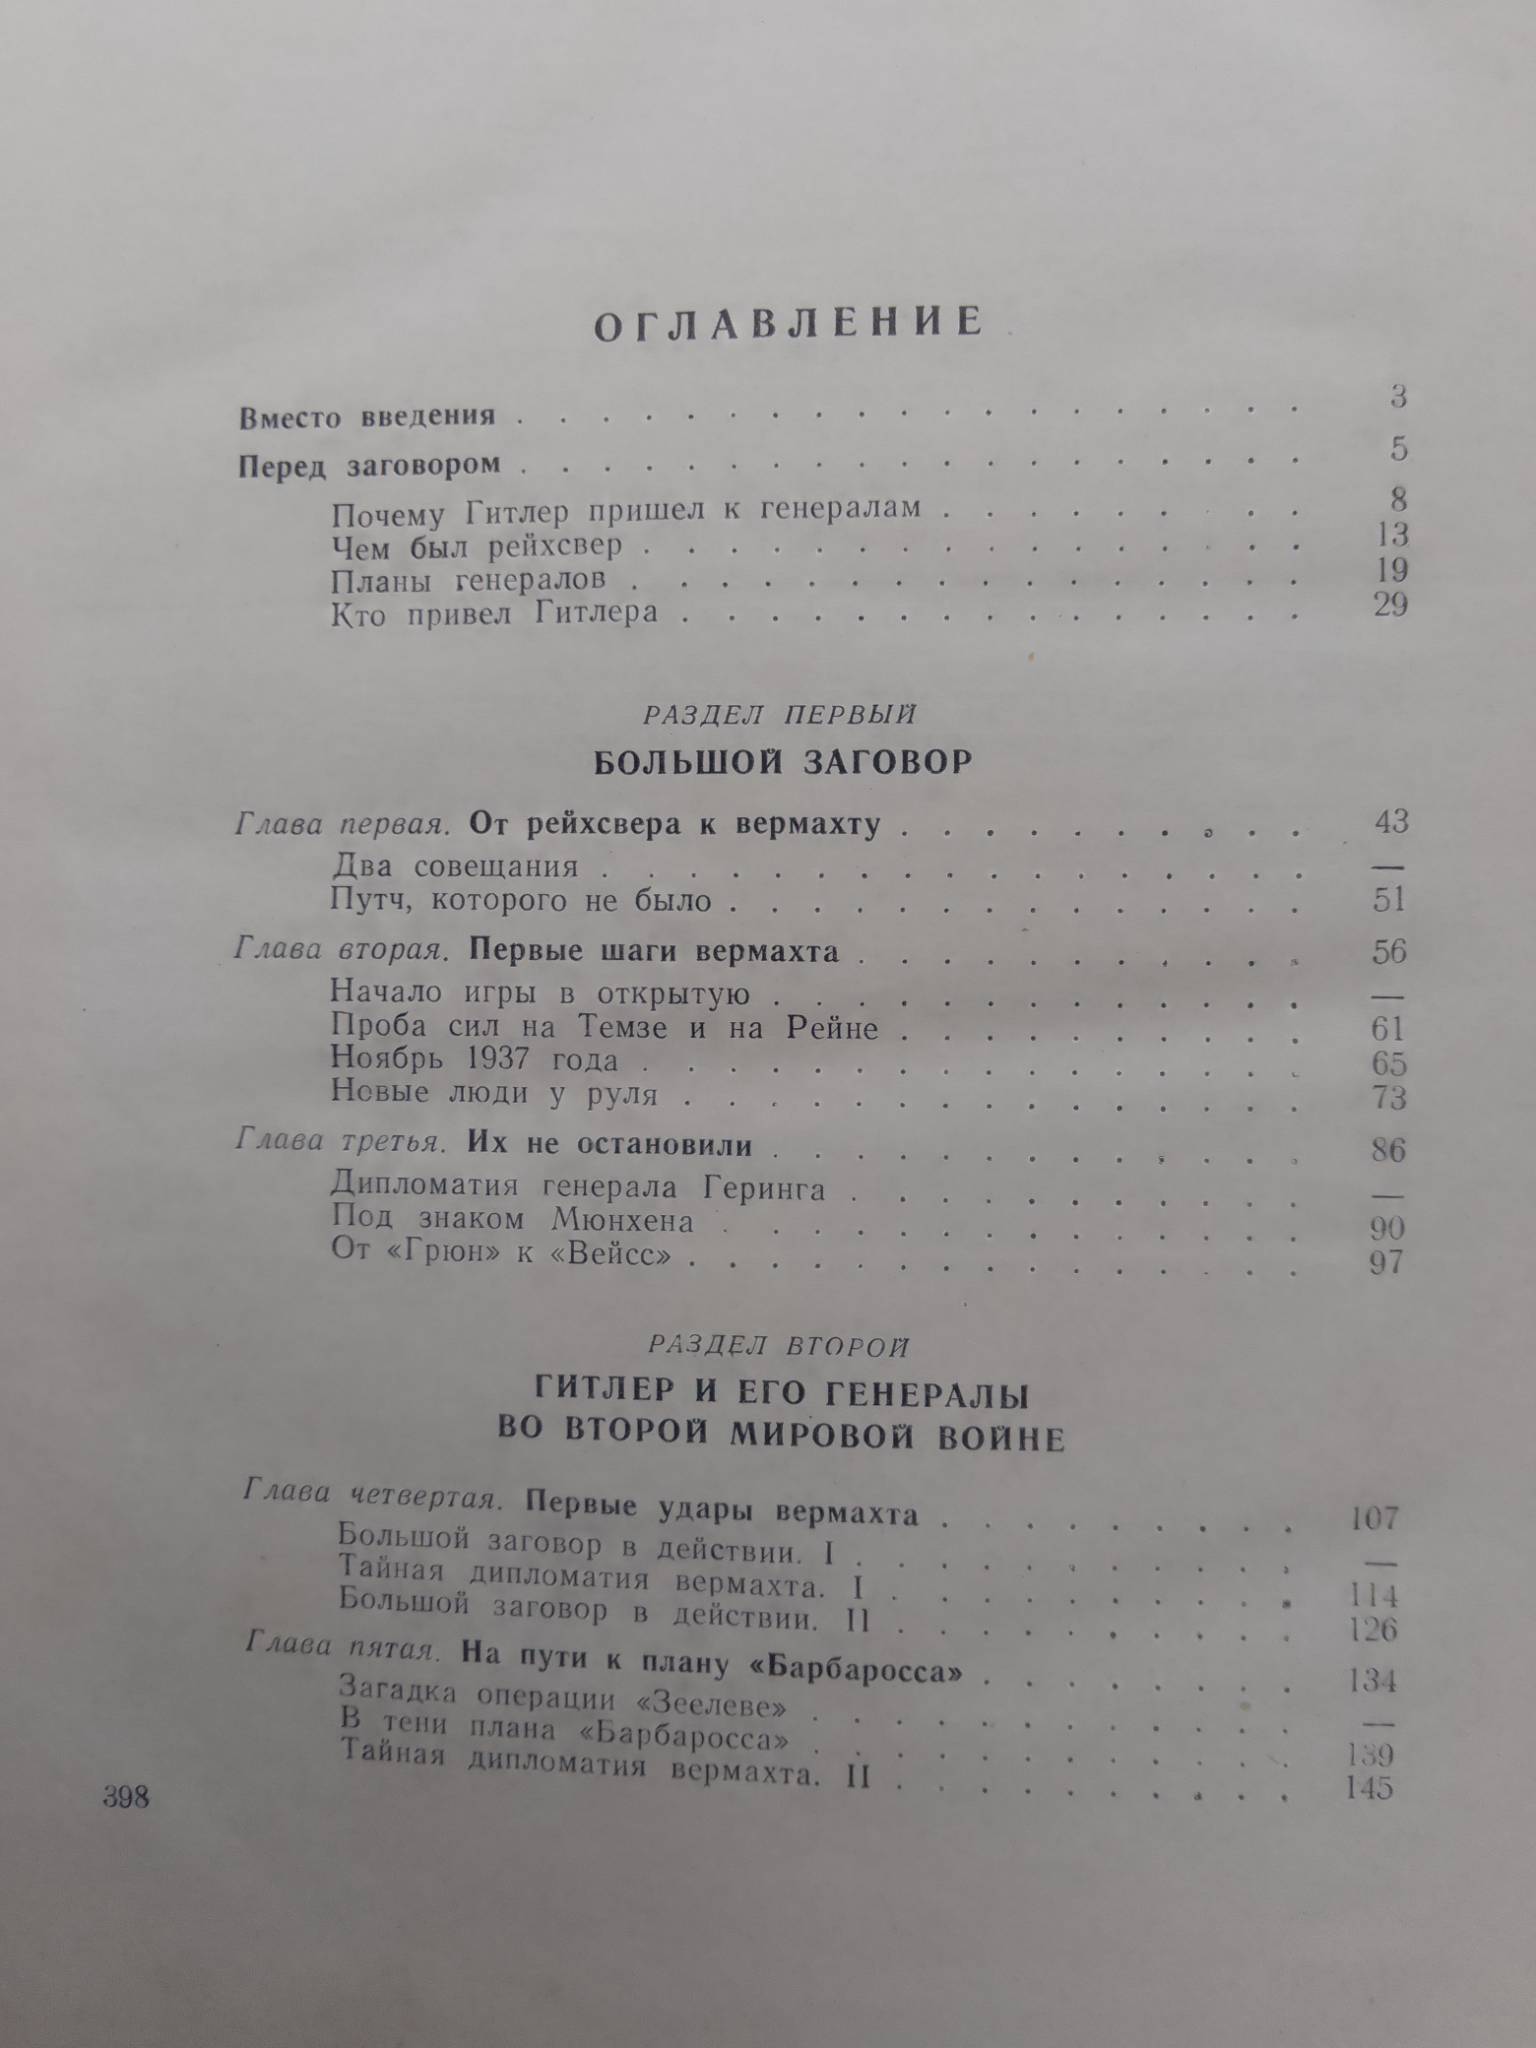 ОГЛАВЛЕНИЕ
Вместо введения . . . . . . . . . . . . . . . . . . . 3
Перед заговором . . . . . . . . . . . . . . . . . . . 5
Почему Гитлер пришел к генералам . . . . . . . . 8
Чем был рейхсвер . . . . . . . . . . . . . . . . 13
Планы генералов . . . . . . . . . . . . . . . . 19
Кто привел Гитлера . . . . . . . . . . . . . . . 29
РАЗДЕЛ ПЕРВЫЙ
БОЛЬШОЙ ЗАГОВОР
Глава первая. От рейхсвера к вермахту . . . . . . . . . . 43
Два совещания . . . . . . . . . . . . . . . . . —
Путч, которого не было . . . . . . . . . . . . . . 51
Глава вторая. Первые шаги вермахта . . . . . . . . . . . 56
Начало игры в открытую . . . . . . . . . . . . . —
Проба сил на Темзе и на Рейне . . . . . . . . . . 61
Ноябрь 1937 года . . . . . . . . . . . . . . . . 65
Новые люди у руля . . . . . . . . . . . . . . . 73
Глава третья. Их не остановили . . . . . . . . . . . . . 86
Дипломатия генерала Геринга . . . . . . . . . . . —
Под знаком Мюнхена . . . . . . . . . . . . . . 90
От «Грюн» к «Вейсс» . . . . . . . . . . . . . . . 97
РАЗДЕЛ ВТОРОЙ
ГИТЛЕР И ЕГО ГЕНЕРАЛЫ
ВО ВТОРОЙ МИРОВОЙ ВОЙНЕ
Глава четвертая. Первые удары вермахта . . . . . . . . . 107
Большой заговор в действии. I . . . . . . . . . . . —
Тайная дипломатия вермахта. I . . . . . . . . . . 114
Большой заговор в действии. II . . . . . . . . . . 126
Глава пятая. На пути к плану «Барбаросса» . . . . . . . . 134
Загадка операции «Зеелеве» . . . . . . . . . . . . —
В тени плана «Барбаросса» . . . . . . . . . . . . 139
Тайная дипломатия вермахта. II . . . . . . . . . . 145
398